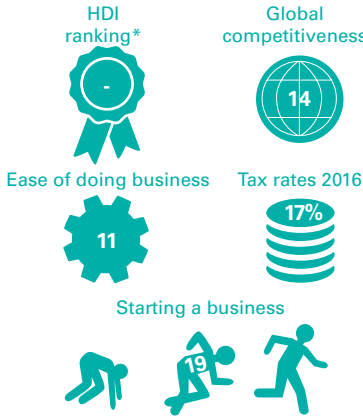 HDI
ranking*
-
Global
competitiveness
14
Ease of doing business
11
Tax rates 2016
17%
Starting a business
19